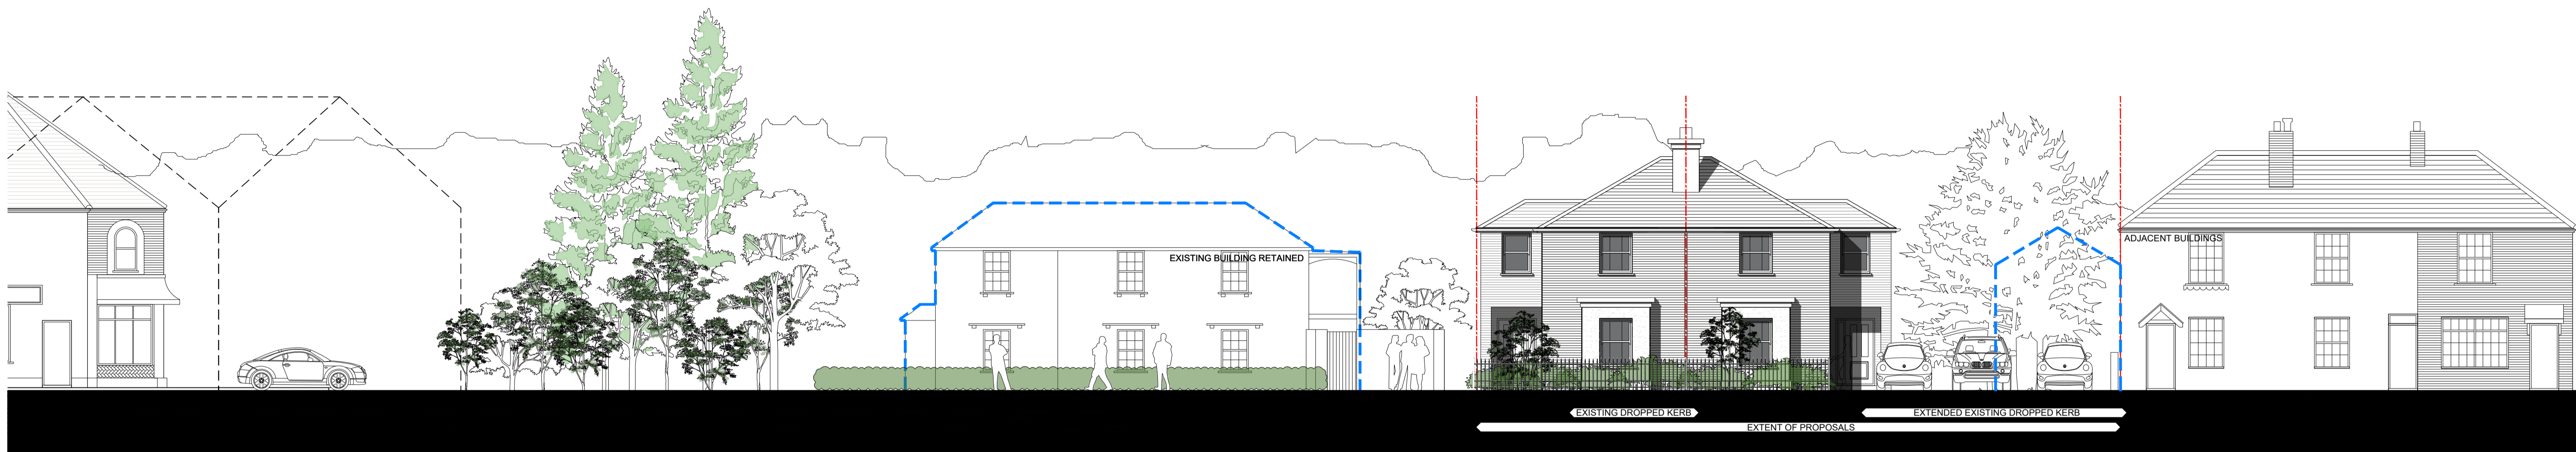 EXISTING BUILDING RETAINED
ADJACENT BUILDINGS
EXISTING DROPPED KERB
EXTENDED EXISTING DROPPED KERB
EXTENT OF PROPOSALS